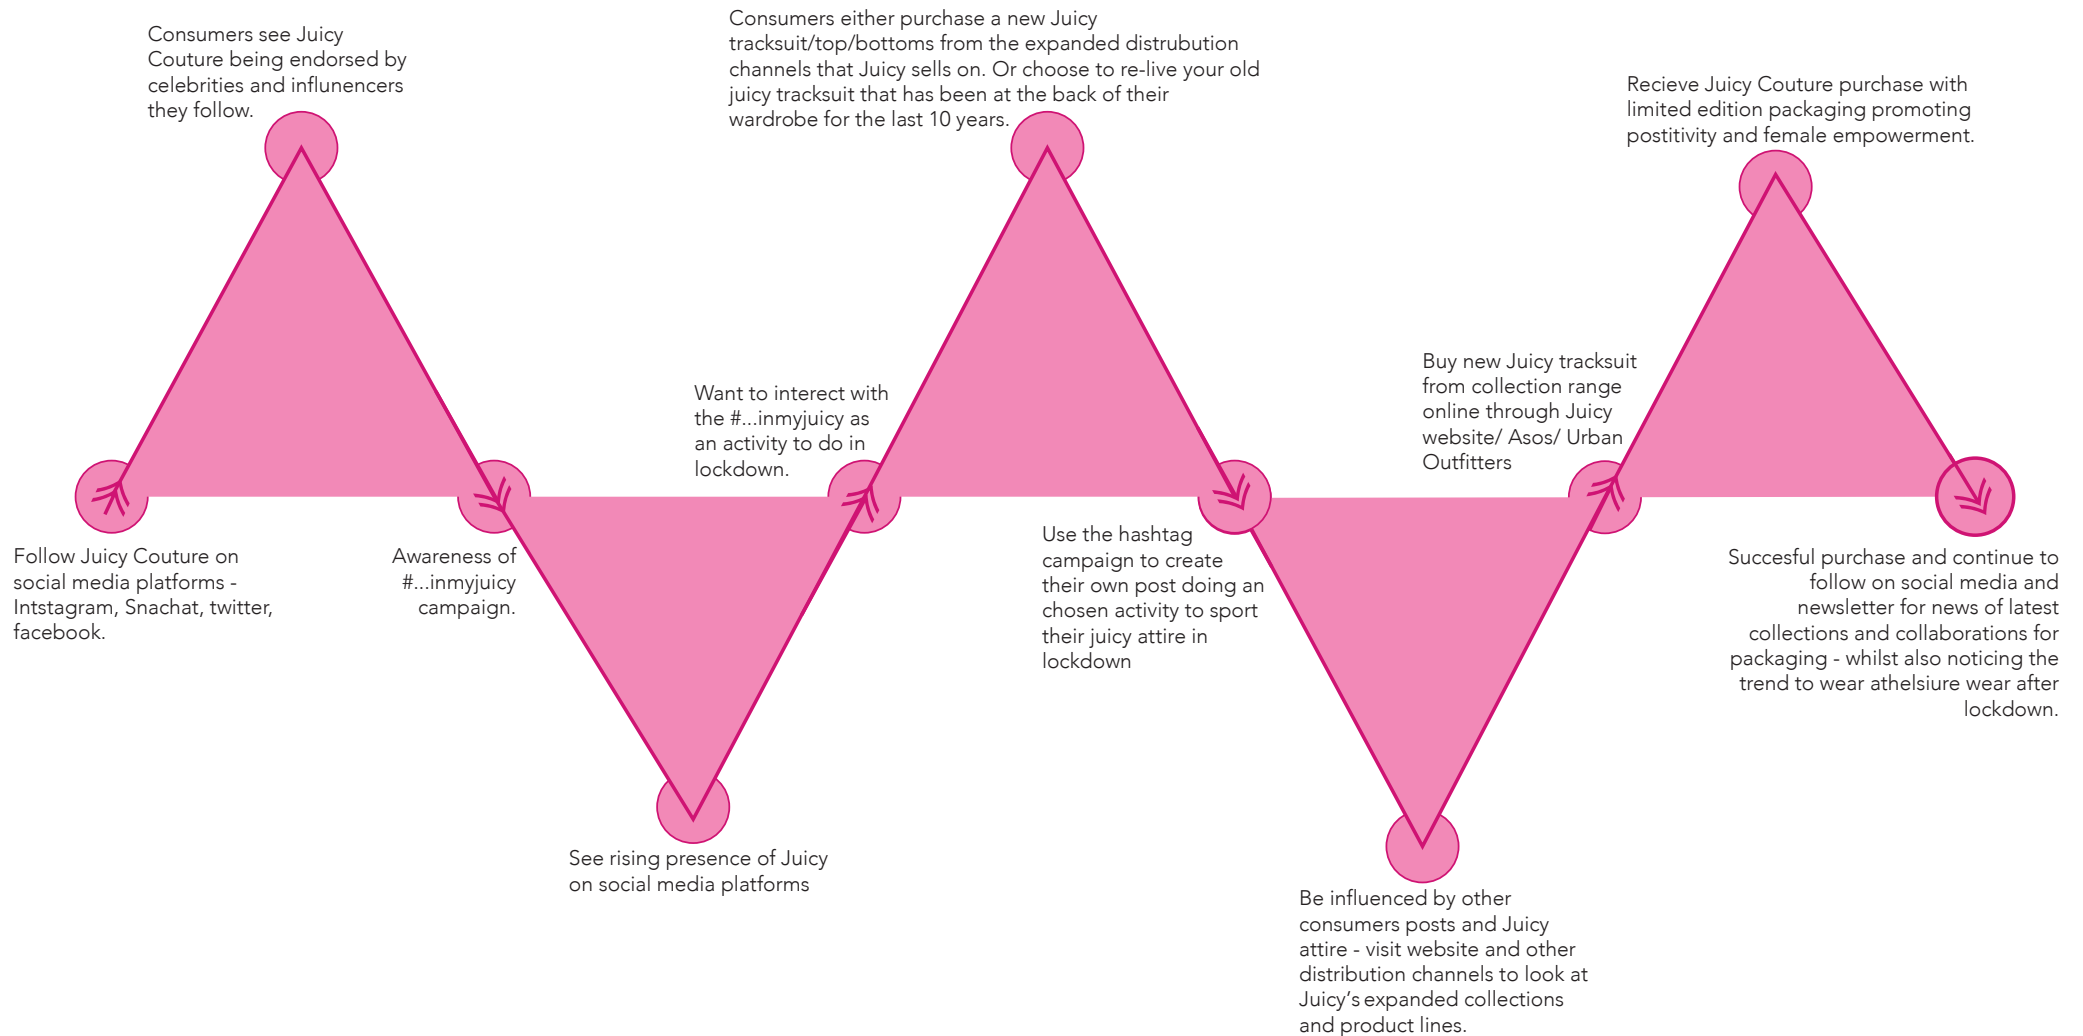 Consumers see Juicy
Couture being endorsed by
celebrities and influnencers
they follow.
Consumers either purchase a new Juicy
tracksuit/top/bottoms from the expanded distrubution
channels that Juicy sells on. Or choose to re-live your old
juicy tracksuit that has been at the back of their
wardrobe for the last 10 years.
Recieve Juicy Couture purchase with
limited edition packaging promoting
postitivity and female empowerment.
Want to interect with
the #...inmyjuicy as
an activity to do in
lockdown.
Buy new Juicy tracksuit
from collection range
online through Juicy
website/ Asos/ Urban
Outfitters
Follow Juicy Couture on
social media platforms -
Intstagram, Snachat, twitter,
facebook.
Awareness of
#...inmyjuicy
campaign.
Use the hashtag
campaign to create
their own post doing an
chosen activity to sport
their juicy attire in
lockdown
Succesful purchase and continue to
follow on social media and
newsletter for news of latest
collections and collaborations for
packaging - whilst also noticing the
trend to wear athelsiure wear after
lockdown.
See rising presence of Juicy
on social media platforms
Be influenced by other
consumers posts and Juicy
attire - visit website and other
distribution channels to look at
Juicy's expanded collections
and product lines.